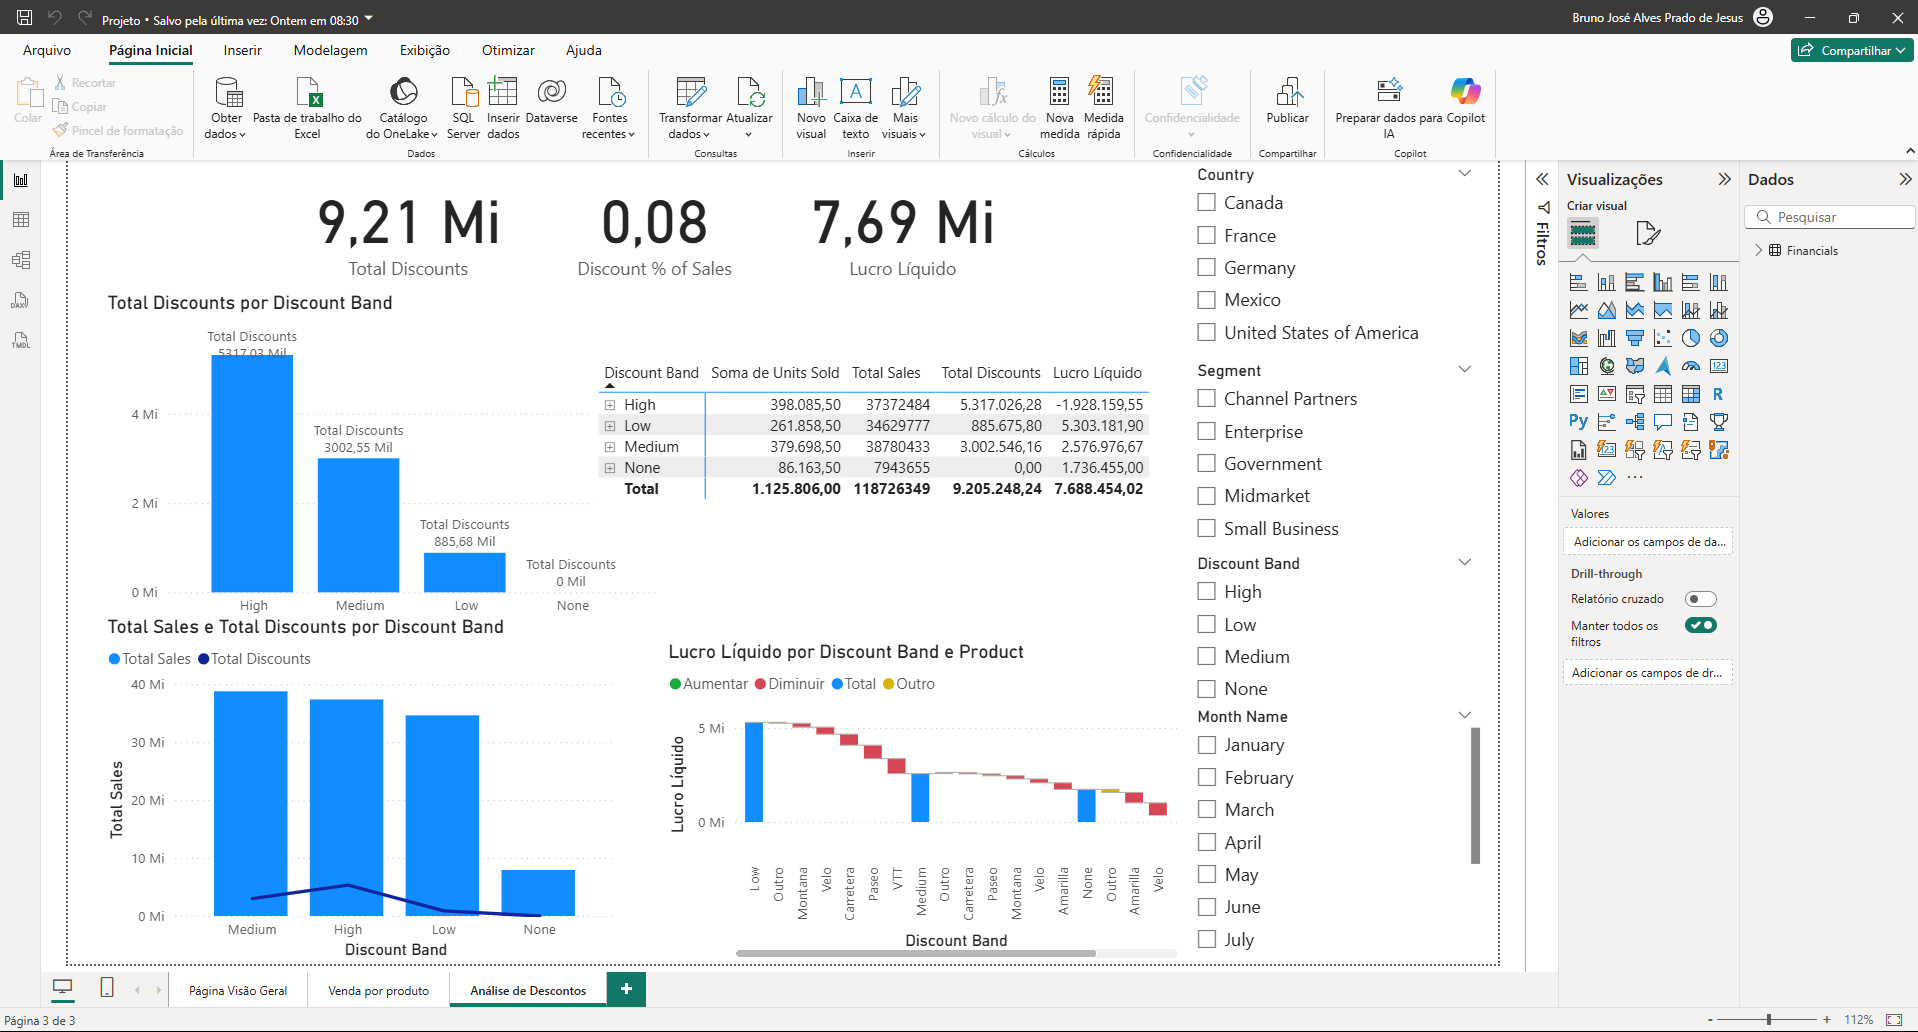 Projeto • Salvo pela última vez: Ontem em 08:30
Bruno José Alves Prado de Jesus
Arquivo
Página Inicial
Inserir
Modelagem
Exibição
Otimizar
Ajuda
Compartilhar
Colar
Recortar
Copiar
Pincel de formatação
Área de Transferência
Obter dados
Pasta de trabalho do Excel
Catálogo do OneLake
SQL Server
Inserir dados
Dataverse
Fontes recentes
Dados
Transformar dados
Atualizar
Consultas
Novo visual
Caixa de texto
Mais visuais
Inserir
Novo cálculo do visual
Nova medida
Medida rápida
Cálculos
Confidencialidade
Confidencialidade
Publicar
Compartilhar
Preparar dados para IA
Copilot
Copilot
DAX
TMDL
9,21 Mi
Total Discounts
0,08
Discount % of Sales
7,69 Mi
Lucro Líquido
Total Discounts por Discount Band
Total Discounts
5317,03 Mil
Total Discounts
3002,55 Mil
Total Discounts
885,68 Mil
Total Discounts
0 Mil
4 Mi
2 Mi
0 Mi
High Medium Low None
Discount Band Soma de Units Sold Total Sales Total Discounts Lucro Líquido
High 398.085,50 37372484 5.317.026,28 -1.928.159,55
Low 261.858,50 34629777 885.675,80 5.303.181,90
Medium 379.698,50 38780433 3.002.546,16 2.576.976,67
None 86.163,50 7943655 0,00 1.736.455,00
Total 1.125.806,00 118726349 9.205.248,24 7.688.454,02
Total Sales e Total Discounts por Discount Band
Total Sales Total Discounts
Total Sales
40 Mi
30 Mi
20 Mi
10 Mi
0 Mi
Medium High Low None
Discount Band
Lucro Líquido por Discount Band e Product
Aumentar Diminuir Total Outro
Lucro Líquido
5 Mi
0 Mi
Low Outro Montana Velo Carretera Paseo VTT Medium Outro Carretera Paseo Montana Velo Amarilla None Outro Amarilla Velo
Discount Band
Country
Canada
France
Germany
Mexico
United States of America
Segment
Channel Partners
Enterprise
Government
Midmarket
Small Business
Discount Band
High
Low
Medium
None
Month Name
January
February
March
April
May
June
July
Filtros
Visualizações
Criar visual
123
R
Py
123
Valores
Adicionar os campos de da...
Drill-through
Relatório cruzado
Manter todos os filtros
Adicionar os campos de dr...
Dados
Pesquisar
Financials
Página Visão Geral
Venda por produto
Análise de Descontos
Página 3 de 3
- + 112%